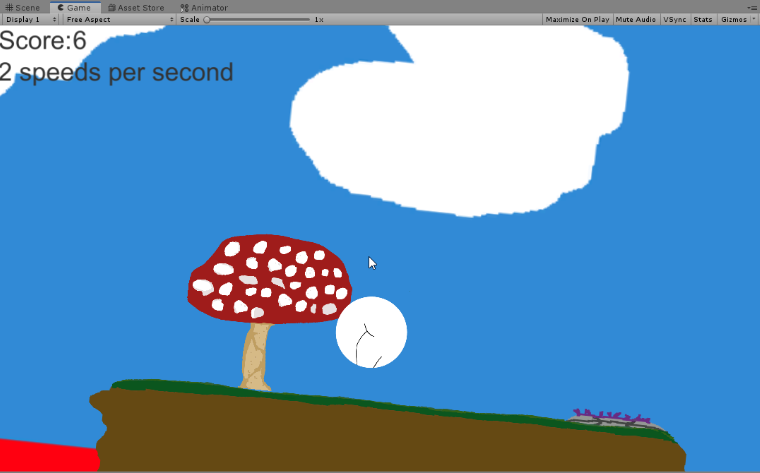 Scene Game Asset Store Animator
Display 1 Free Aspect Scale 1x Maximize On Play Mute Audio VSync Stats Gizmos
Score:6
2 speeds per second